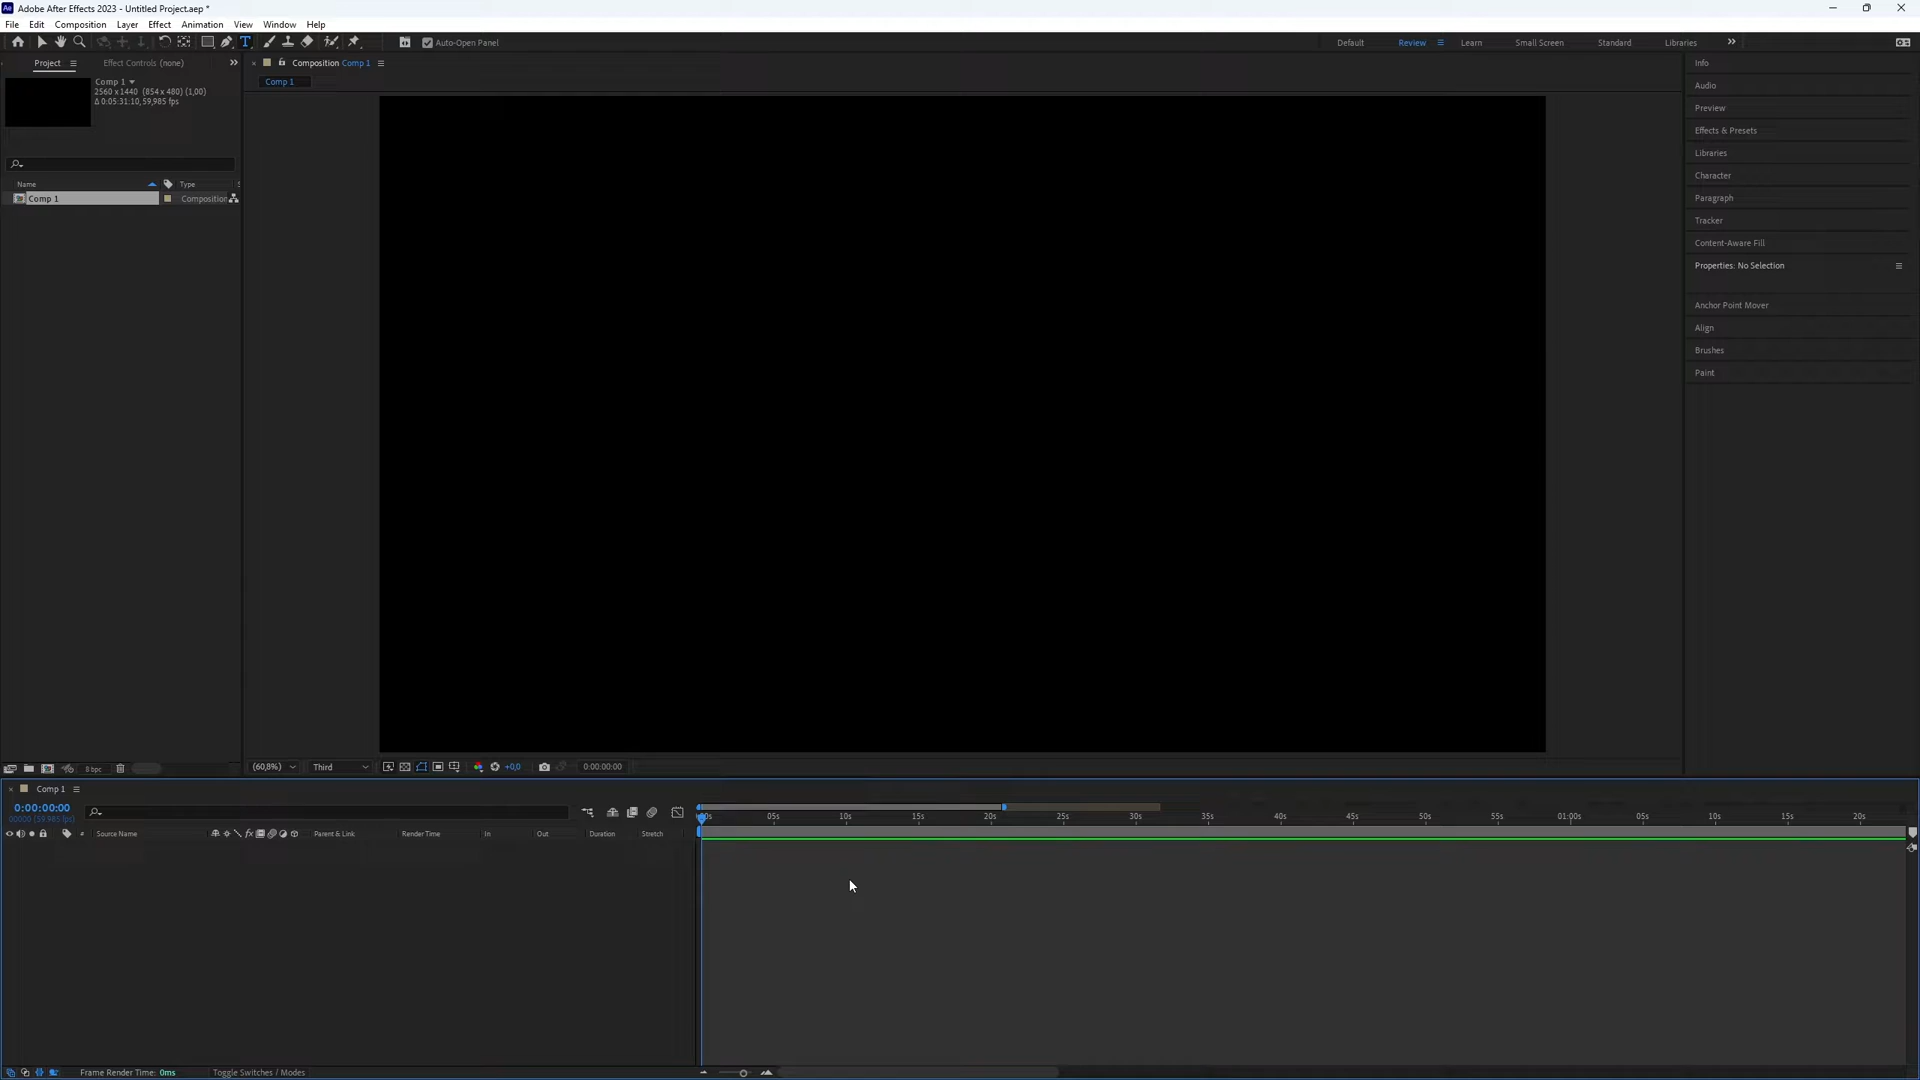 Adobe After Effects 2023 - Untitled Project.aep *
File Edit Composition Layer Effect Animation View Window Help
Auto-Open Panel Default Review Learn Small Screen Standard Libraries
Project Effect Controls (none) Composition Comp 1 Info
Comp 1
2560 x 1440 (854 x 480) (1,00)
Δ 0:05:31:10, 59,985 fps
Comp 1
Audio
Preview
Effects & Presets
Libraries
Character
Paragraph
Tracker
Content-Aware Fill
Properties: No Selection
Anchor Point Mover
Align
Brushes
Paint
Name Type S
Comp 1 Composition
8 bpc (60,8%) Third +0,0 0:00:00:00
Comp 1
0:00:00:00
00000 (59.985 fps)
05s 10s 15s 20s 25s 30s 35s 40s 45s 50s 55s 01:00s 05s 10s 15s 20s
# Source Name Parent & Link Render Time In Out Duration Stretch
Frame Render Time: 0ms Toggle Switches / Modes